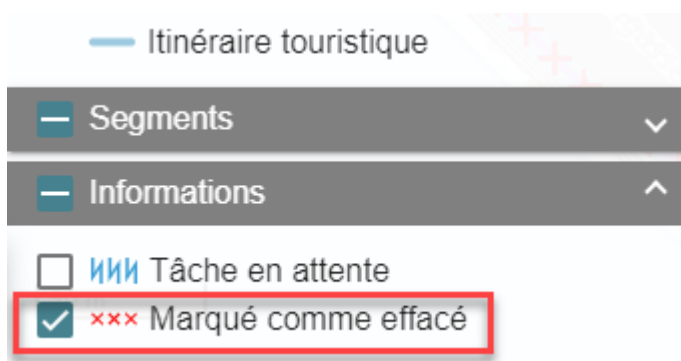 Itinéraire touristique
Segments
Informations
Tâche en attente
××× Marqué comme effacé